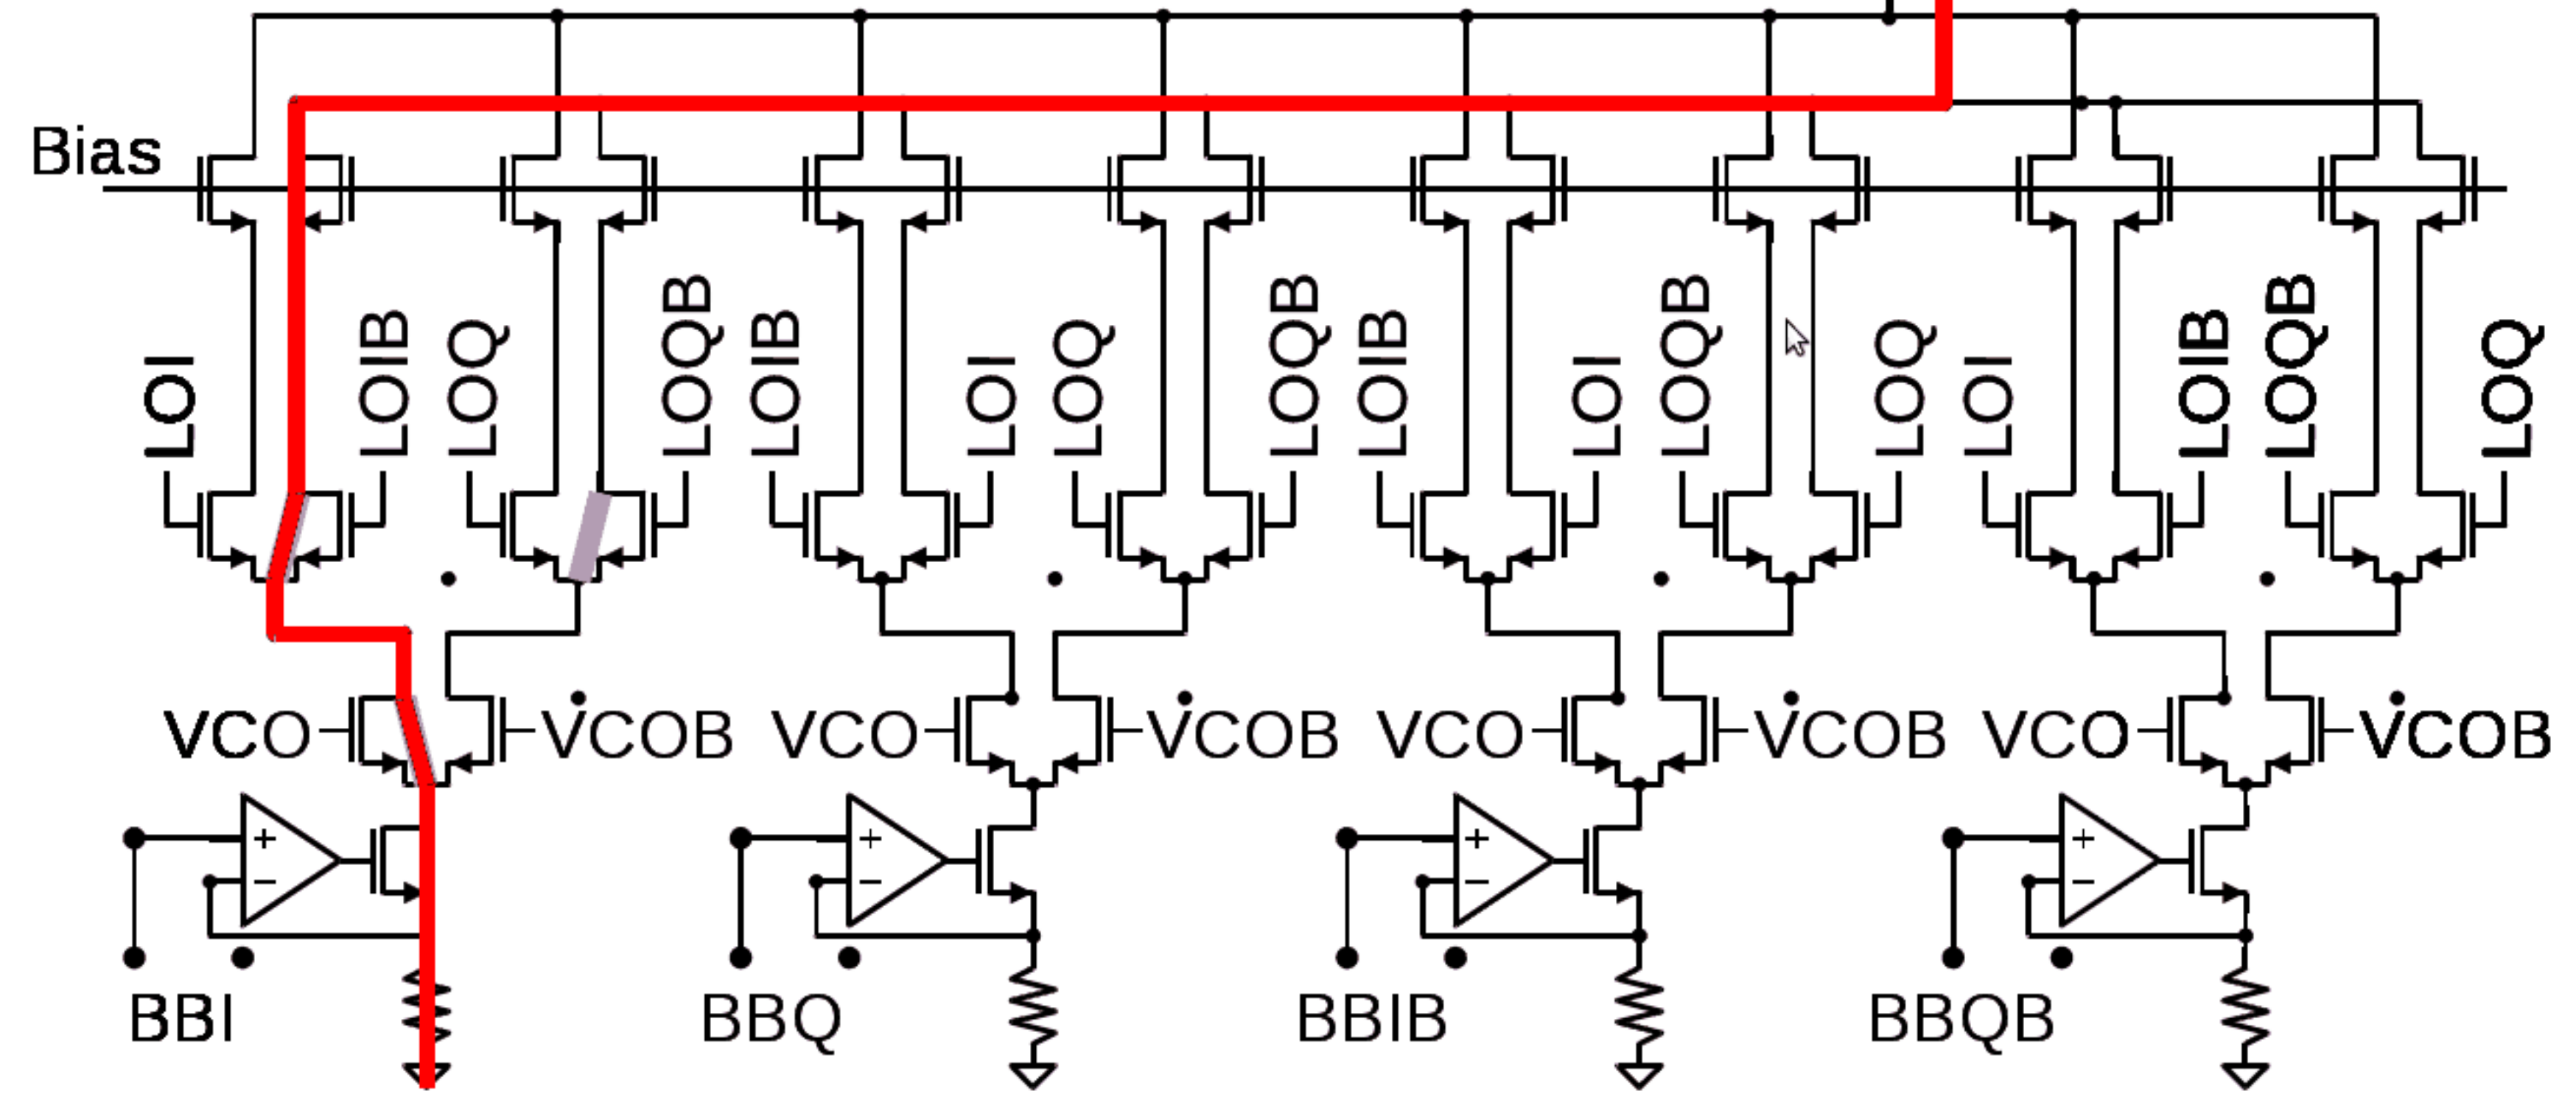 Bias
LOI LOIB LOQ LOQB LOIB LOI LOQ LOQB LOIB LOI LOQB LOQ LOI LOIB LOQB LOQ
VCO VCOB VCO VCOB VCO VCOB VCO VCOB
+ + + +
− − − −
BBI BBQ BBIB BBQB